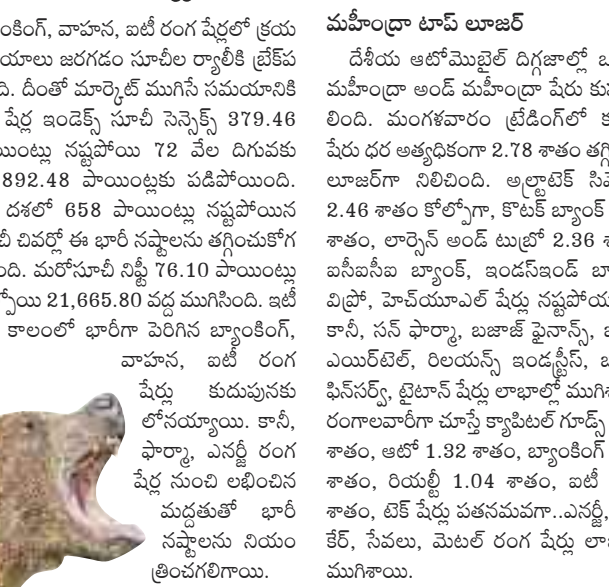 ంకింగ్, వాహన, ఐటీ రంగ షేర్లలో క్రయ
యాలు జరగడం సూచీల ర్యాలీకి బ్రేక్‌ప
ది. దీంతో మార్కెట్ ముగిసే సమయానికి
షేర్ల ఇండెక్స్ సూచీ సెన్సెక్స్ 379.46
యింట్లు నష్టపోయి 72 వేల దిగువకు
892.48 పాయింట్లకు పడిపోయింది.
దశలో 658 పాయింట్లు నష్టపోయిన
చీ చివర్లో ఈ భారీ నష్టాలను తగ్గించుకోగ
ంది. మరోసూచీ నిఫ్టీ 76.10 పాయింట్లు
్పోయి 21,665.80 వద్ద ముగిసింది. ఇటీ
కాలంలో భారీగా పెరిగిన బ్యాంకింగ్,
వాహన, ఐటీ రంగ
షేర్లు కుదుపునకు
లోనయ్యాయి. కానీ,
ఫార్మా, ఎనర్జీ రంగ
షేర్ల నుంచి లభించిన
మద్దతుతో భారీ
నష్టాలను నియం
త్రించగలిగాయి.
మహీంద్రా టాప్ లూజర్
దేశీయ ఆటోమొబైల్ దిగ్గజాల్లో ఒ
మహీంద్రా అండ్ మహీంద్రా షేరు కుప
లింది. మంగళవారం ట్రేడింగ్‌లో క
షేరు ధర అత్యధికంగా 2.78 శాతం తగ్గి
లూజర్‌గా నిలిచింది. అల్ట్రాటెక్ సిమె
2.46 శాతం కోల్పోగా, కొటక్ బ్యాంక్
శాతం, లార్సెన్ అండ్ టుబ్రో 2.36 శ
ఐసీఐసీఐ బ్యాంక్, ఇండస్ఇండ్ బ్యా
విప్రో, హెచ్‌యూఎల్ షేర్లు నష్టపోయ
కానీ, సన్ ఫార్మా, బజాజ్ ఫైనాన్స్,
ఎయిర్‌టెల్, రిలయన్స్ ఇండస్ట్రీస్, బ
ఫిన్‌సర్వ్, టైటాన్ షేర్లు లాభాల్లో ముగిశ
రంగాలవారీగా చూస్తే క్యాపిటల్ గూడ్స్
శాతం, ఆటో 1.32 శాతం, బ్యాంకింగ్
శాతం, రియల్టీ 1.04 శాతం, ఐటీ
శాతం, టెక్ షేర్లు పతనమవగా..ఎనర్జీ,
కేర్, సేవలు, మెటల్ రంగ షేర్లు లాభ
ముగిశాయి.